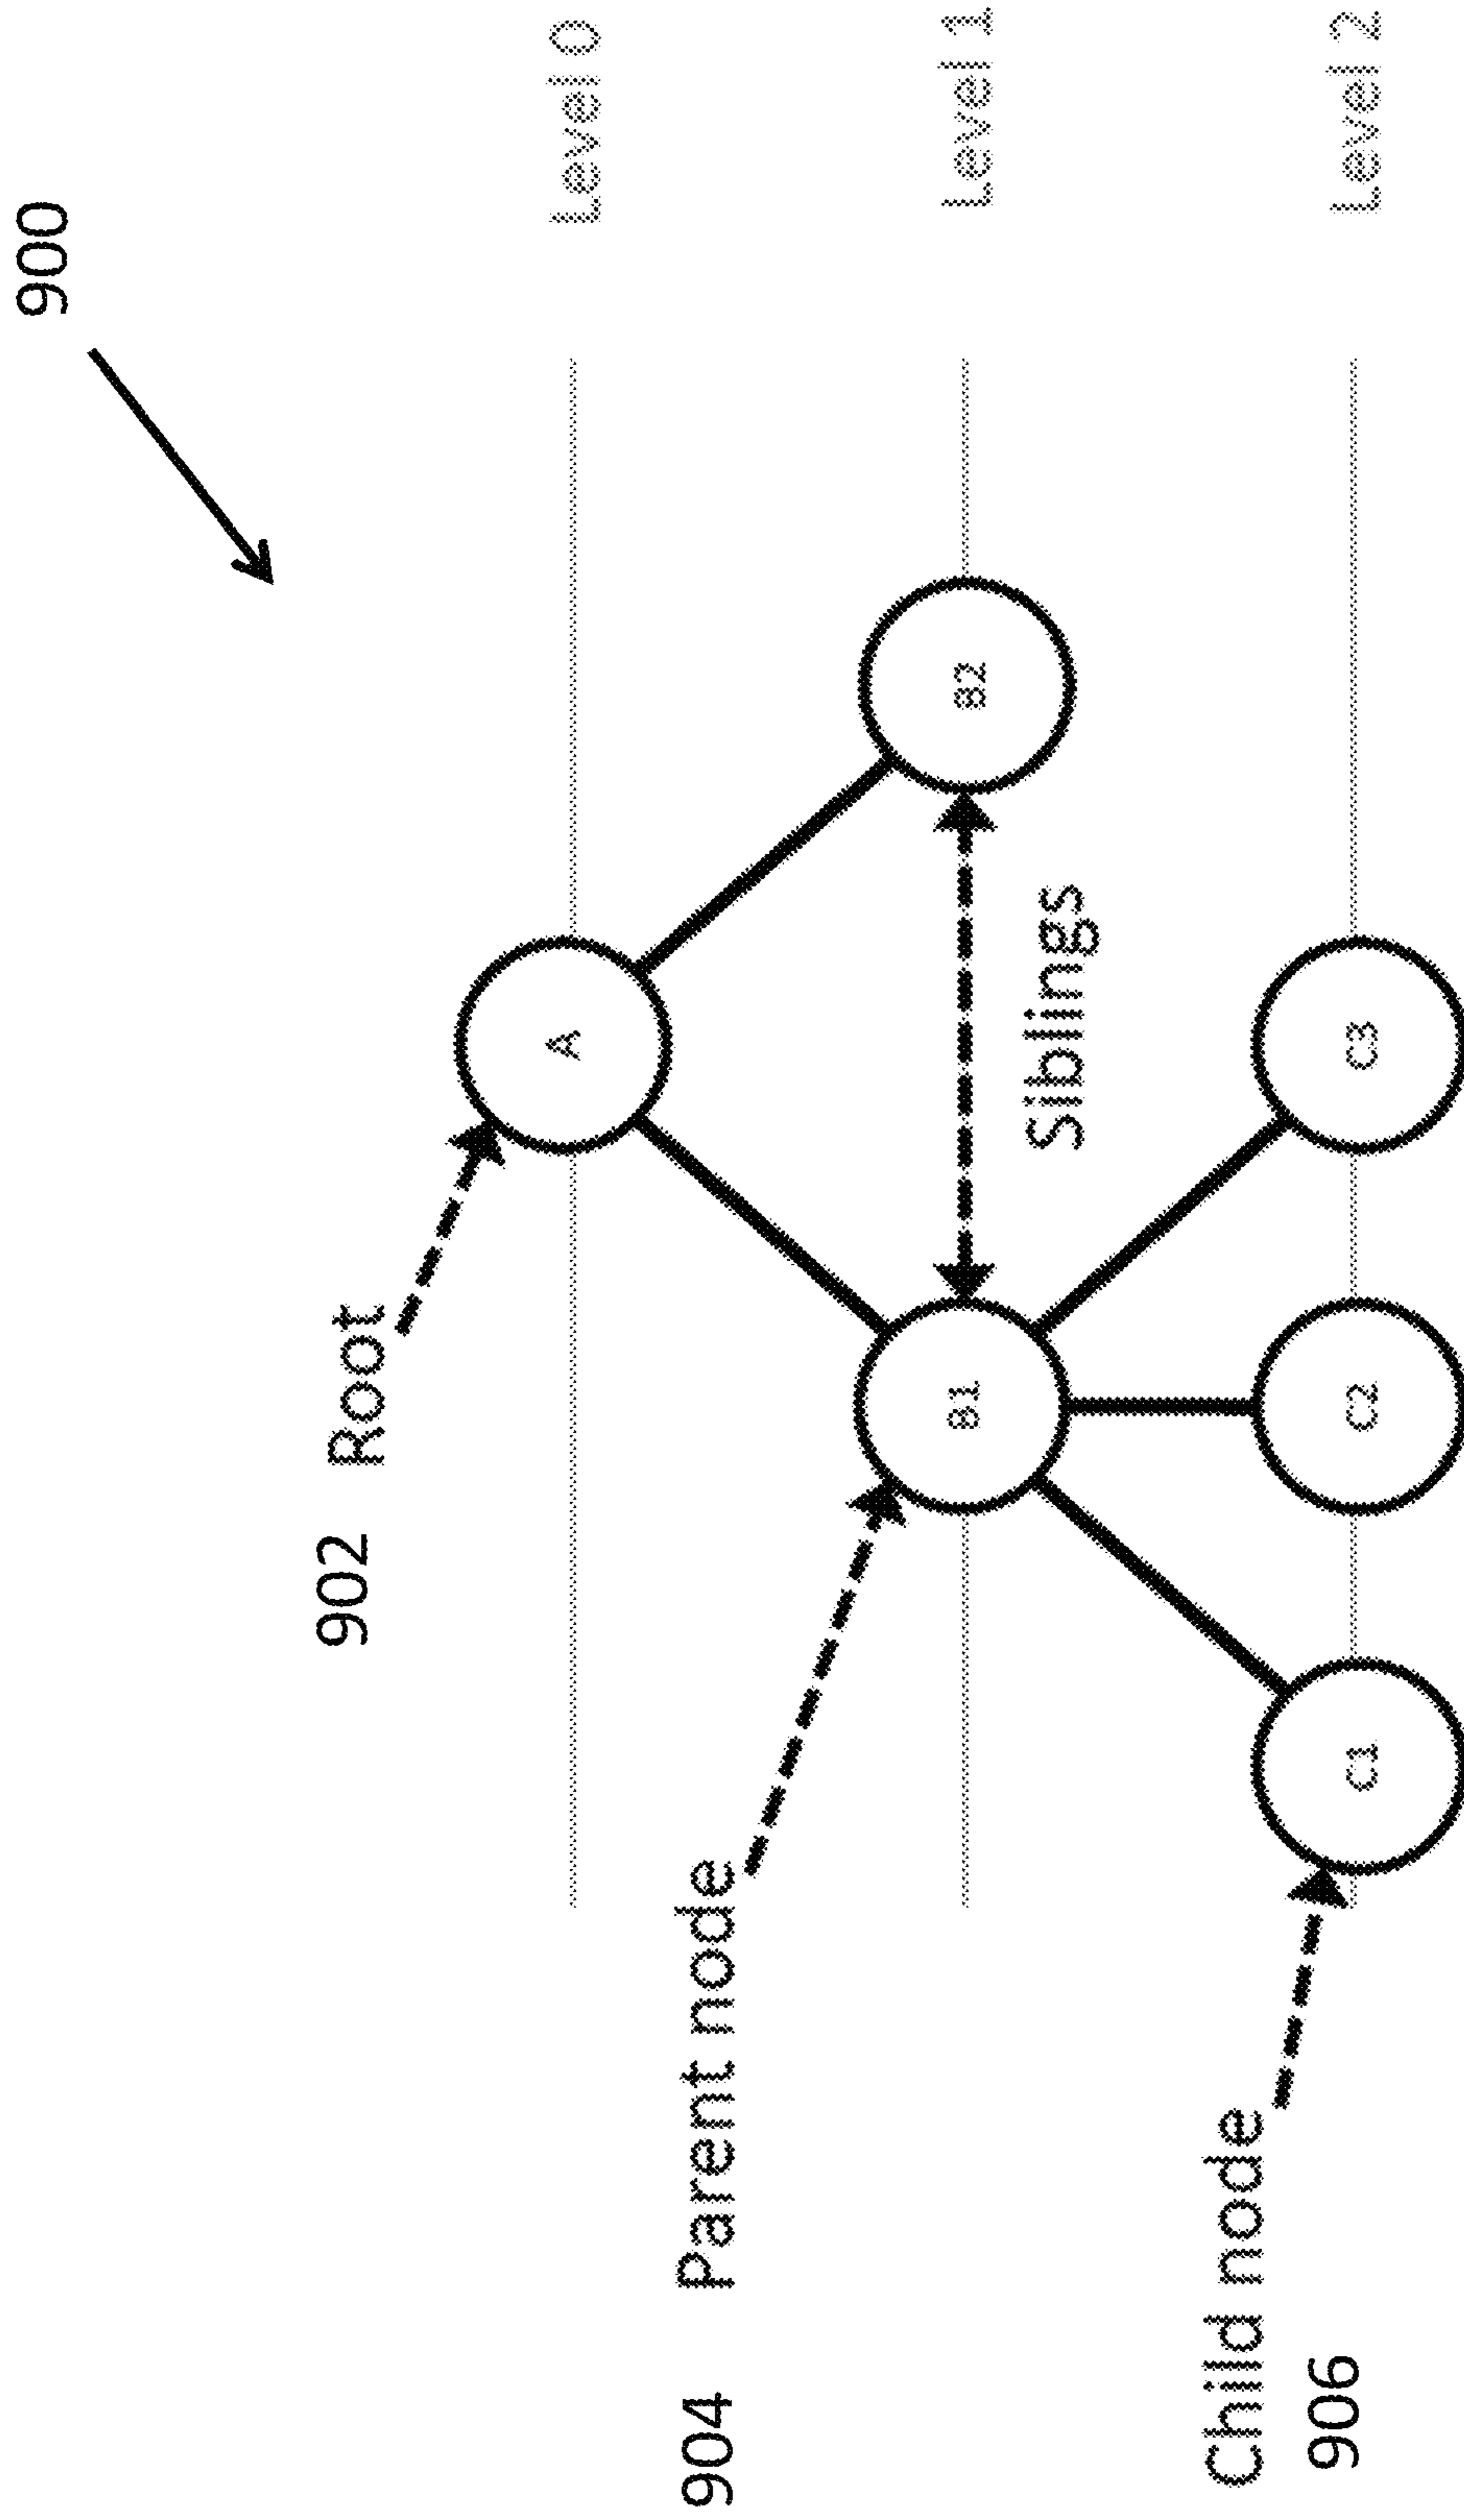 900
902 Root
Level 0
A
904 Parent node
B1
B2
Level 1
Siblings
Child node
906
C1
C2
C3
Level 2